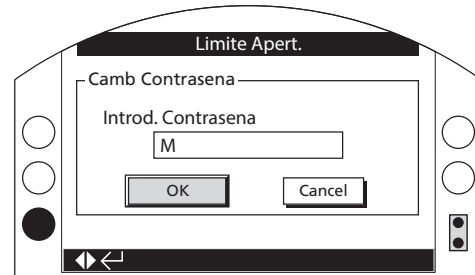 Limite Apert.
Camb Contrasena
Introd. Contrasena
M
OK Cancel